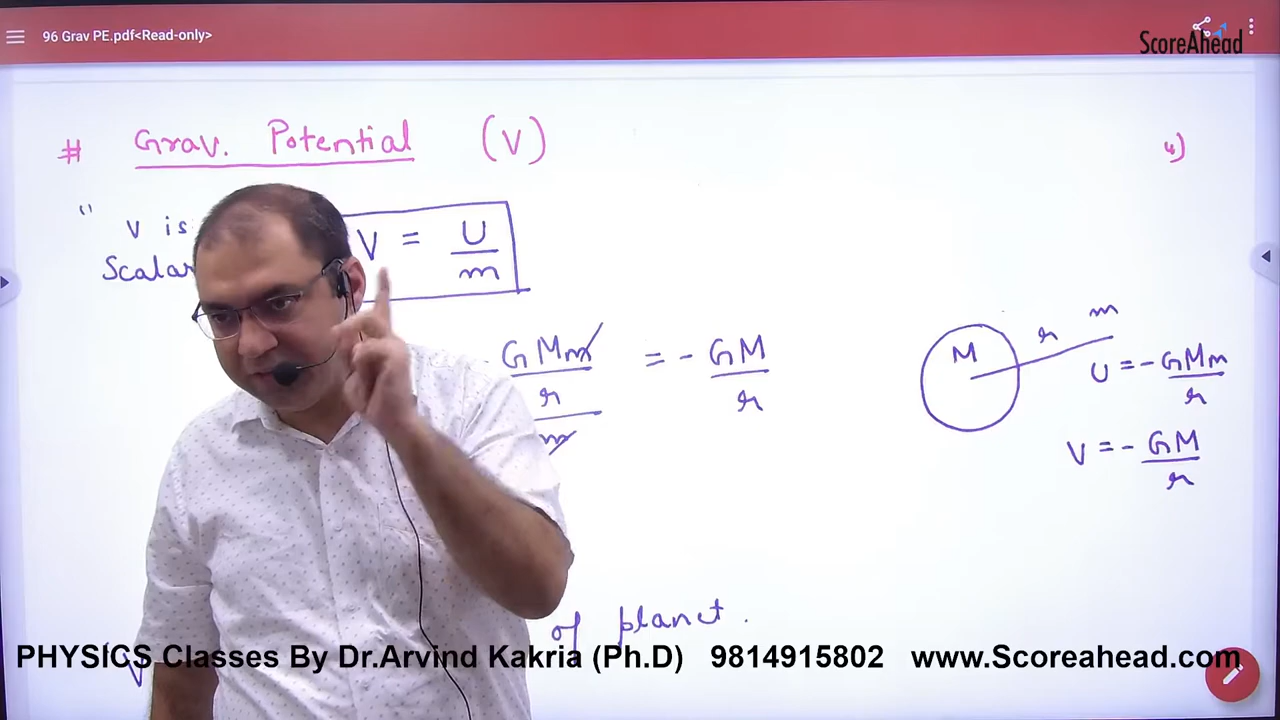 96 Grav PE.pdf<Read-only>
ScoreAhead
# Grav. Potential (V)
4)
" V is
Scalar
V = U/m
GMm/r/m = - GM/r
M r m
U = - GMm/r
V = - GM/r
of planet.
PHYSICS Classes By Dr.Arvind Kakria (Ph.D) 9814915802 www.Scoreahead.com